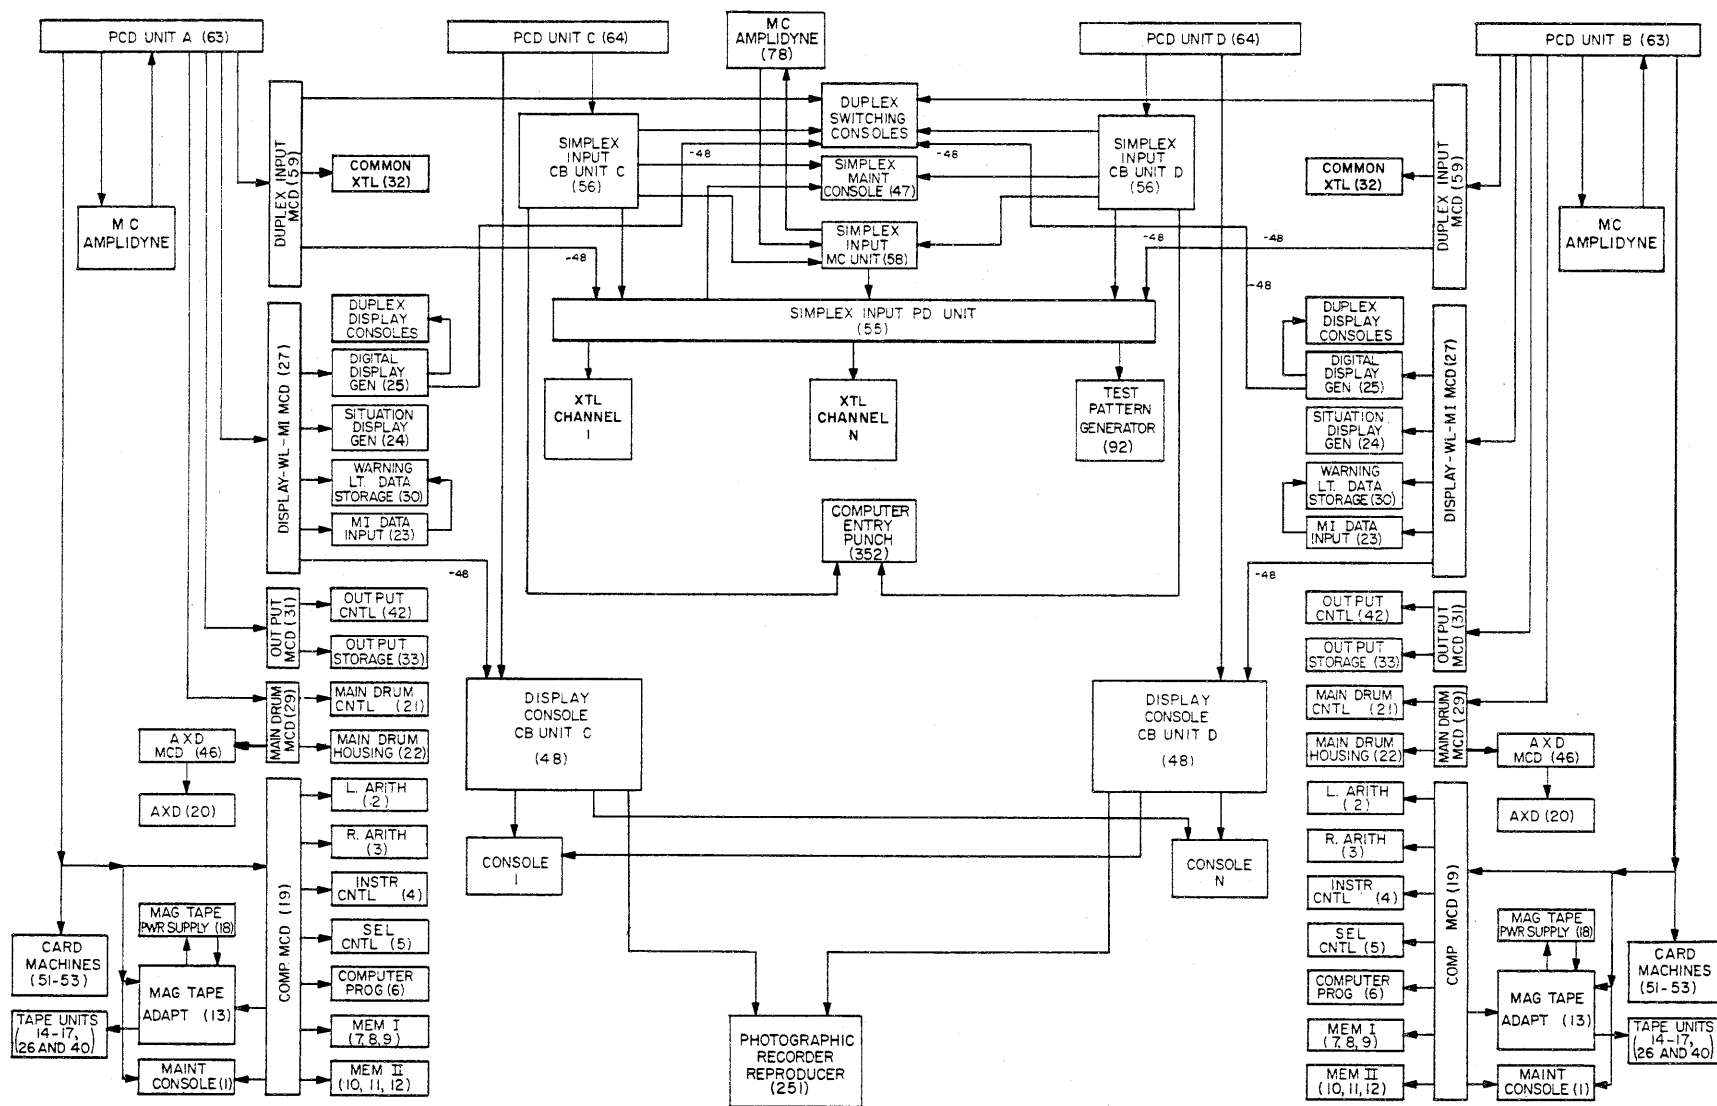 PCD UNIT A (63)
PCD UNIT C (64)
MC
AMPLIDYNE
(78)
PCD UNIT D (64)
PCD UNIT B (63)
DUPLEX INPUT
MCD (59)
COMMON
XTL (32)
MC
AMPLIDYNE
SIMPLEX
INPUT
CB UNIT C
(56)
DUPLEX
SWITCHING
CONSOLES
SIMPLEX
MAINT
CONSOLE (47)
SIMPLEX
INPUT
MC UNIT (58)
SIMPLEX
INPUT
CB UNIT D
(56)
COMMON
XTL (32)
DUPLEX INPUT
MCD (59)
MC
AMPLIDYNE
-48
-48
-48
-48
-48
-48
-48
SIMPLEX INPUT PD UNIT
(55)
XTL
CHANNEL
I
XTL
CHANNEL
N
TEST
PATTERN
GENERATOR
(92)
COMPUTER
ENTRY
PUNCH
(352)
DISPLAY-WL-MI MCD (27)
DUPLEX
DISPLAY
CONSOLES
DIGITAL
DISPLAY
GEN (25)
SITUATION
DISPLAY
GEN (24)
WARNING
LT. DATA
STORAGE (30)
MI DATA
INPUT (23)
-48
DUPLEX
DISPLAY
CONSOLES
DIGITAL
DISPLAY
GEN (25)
SITUATION
DISPLAY
GEN (24)
WARNING
LT. DATA
STORAGE (30)
MI DATA
INPUT (23)
DISPLAY-WL-MI MCD (27)
-48
OUTPUT
MCD (31)
OUTPUT
CNTL (42)
OUTPUT
STORAGE (33)
MAIN DRUM
MCD (29)
MAIN DRUM
CNTL (21)
MAIN DRUM
HOUSING (22)
AXD
MCD (46)
AXD (20)
DISPLAY
CONSOLE
CB UNIT C
(48)
DISPLAY
CONSOLE
CB UNIT D
(48)
OUTPUT
CNTL (42)
OUTPUT
STORAGE (33)
OUTPUT
MCD (31)
MAIN DRUM
CNTL (21)
MAIN DRUM
HOUSING (22)
MAIN DRUM
MCD (29)
AXD
MCD (46)
AXD (20)
CONSOLE
I
CONSOLE
N
COMP MCD (19)
L. ARITH
(2)
R. ARITH
(3)
INSTR
CNTL (4)
SEL
CNTL (5)
COMPUTER
PROG (6)
MEM I
(7, 8, 9)
MEM II
(10, 11, 12)
CARD
MACHINES
(51-53)
MAG TAPE
PWR SUPPLY (18)
MAG TAPE
ADAPT (13)
TAPE UNITS
(14-17,
26 AND 40)
MAINT
CONSOLE (1)
PHOTOGRAPHIC
RECORDER
REPRODUCER
(251)
L. ARITH
(2)
R. ARITH
(3)
INSTR
CNTL (4)
SEL
CNTL (5)
COMPUTER
PROG (6)
MEM I
(7, 8, 9)
MEM II
(10, 11, 12)
COMP MCD (19)
MAG TAPE
PWR SUPPLY (18)
MAG TAPE
ADAPT (13)
CARD
MACHINES
(51-53)
TAPE UNITS
(14-17,
26 AND 40)
MAINT
CONSOLE (1)